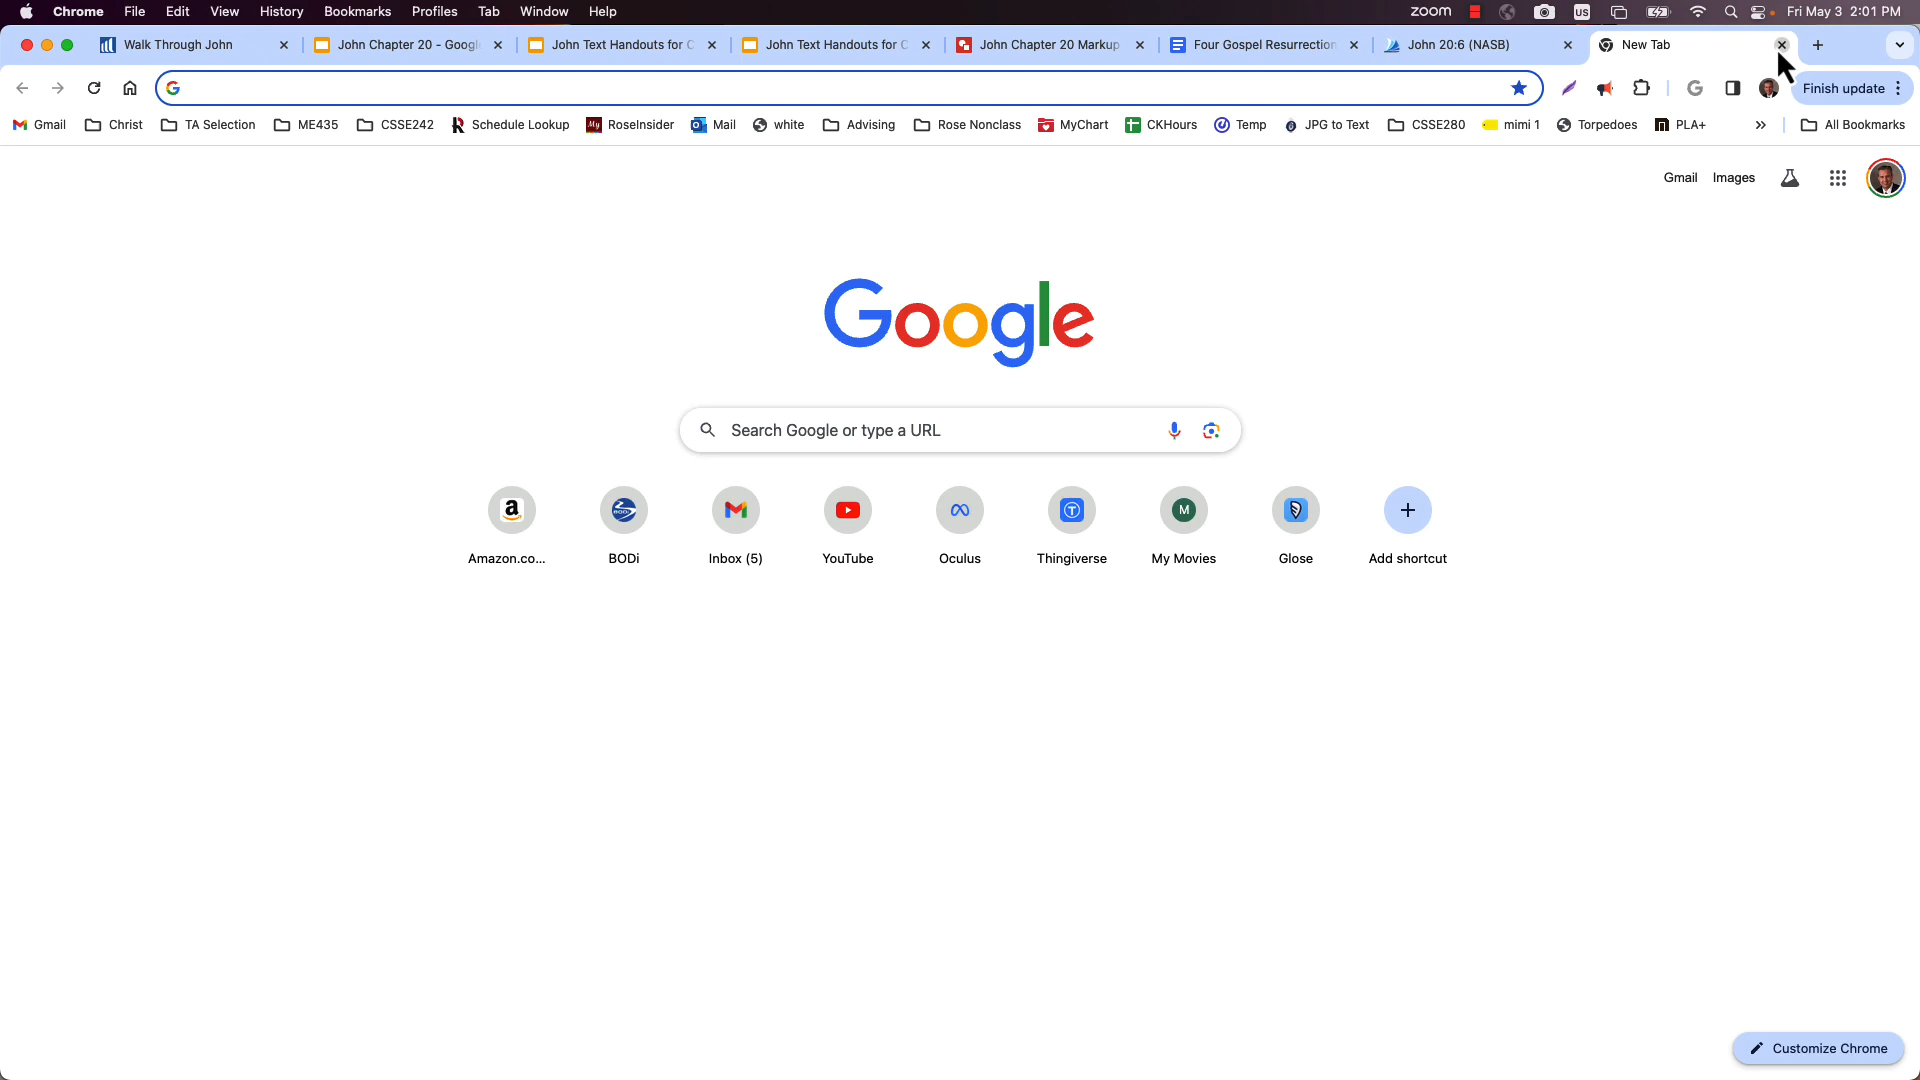 Chrome File Edit View History Bookmarks Profiles Tab Window Help zoom US Fri May 3 2:01 PM
Walk Through John John Chapter 20 - Googl John Text Handouts for C John Text Handouts for C John Chapter 20 Markup Four Gospel Resurrection John 20:6 (NASB) New Tab
Finish update
Gmail Christ TA Selection ME435 CSSE242 Schedule Lookup My RoseInsider Mail white Advising Rose Nonclass MyChart CKHours Temp JPG to Text CSSE280 mimi 1 Torpedoes PLA+ » All Bookmarks
Gmail Images
Google
Search Google or type a URL
Amazon.co... BODi Inbox (5) YouTube Oculus Thingiverse My Movies Glose Add shortcut
Customize Chrome